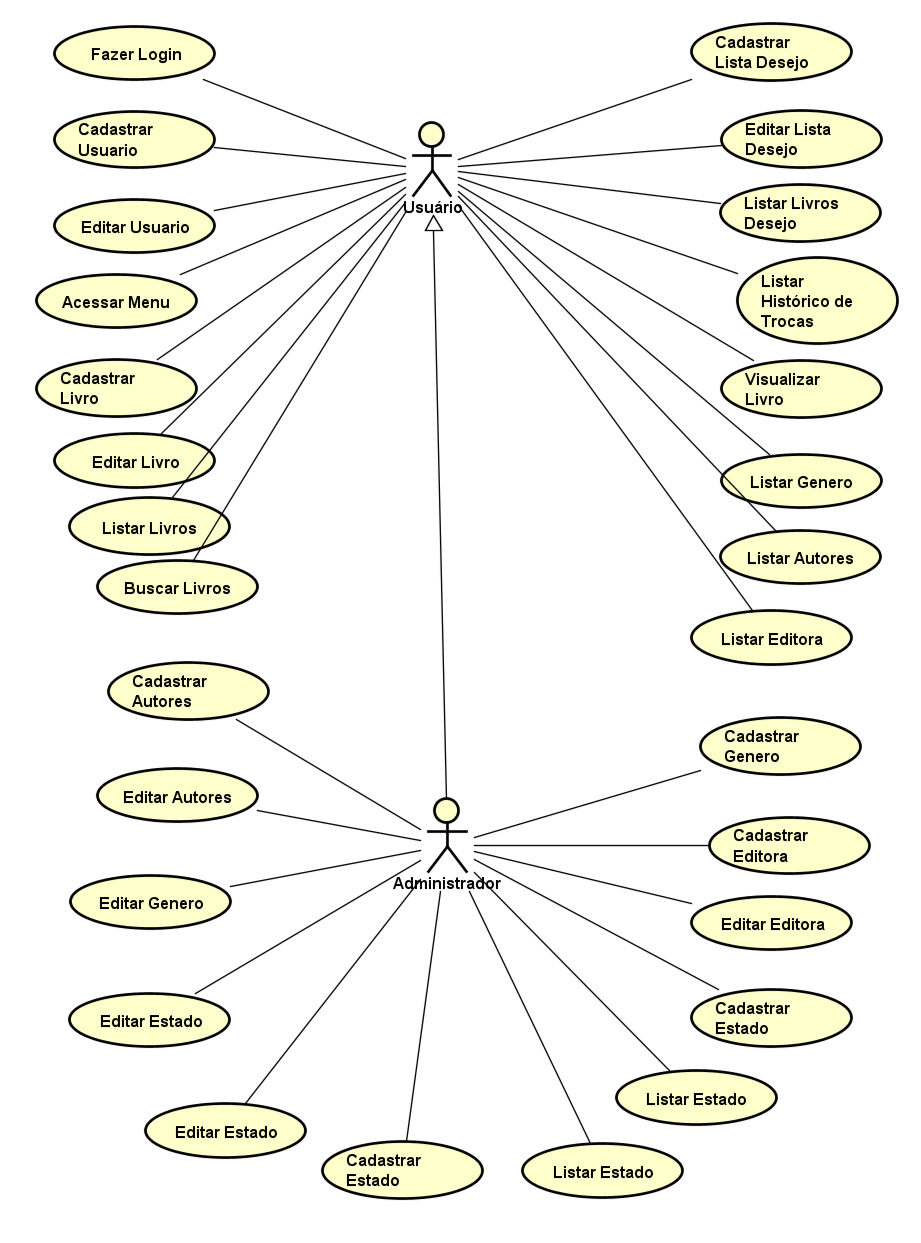 Fazer Login
Cadastrar
Lista Desejo
Cadastrar
Usuario
Editar Lista
Desejo
Usuário
Editar Usuario
Listar Livros
Desejo
Acessar Menu
Listar
Histórico de
Trocas
Cadastrar
Livro
Visualizar
Livro
Editar Livro
Listar Genero
Listar Livros
Listar Autores
Buscar Livros
Listar Editora
Cadastrar
Autores
Cadastrar
Genero
Editar Autores
Cadastrar
Editora
Administrador
Editar Genero
Editar Editora
Editar Estado
Cadastrar
Estado
Listar Estado
Editar Estado
Cadastrar
Estado
Listar Estado